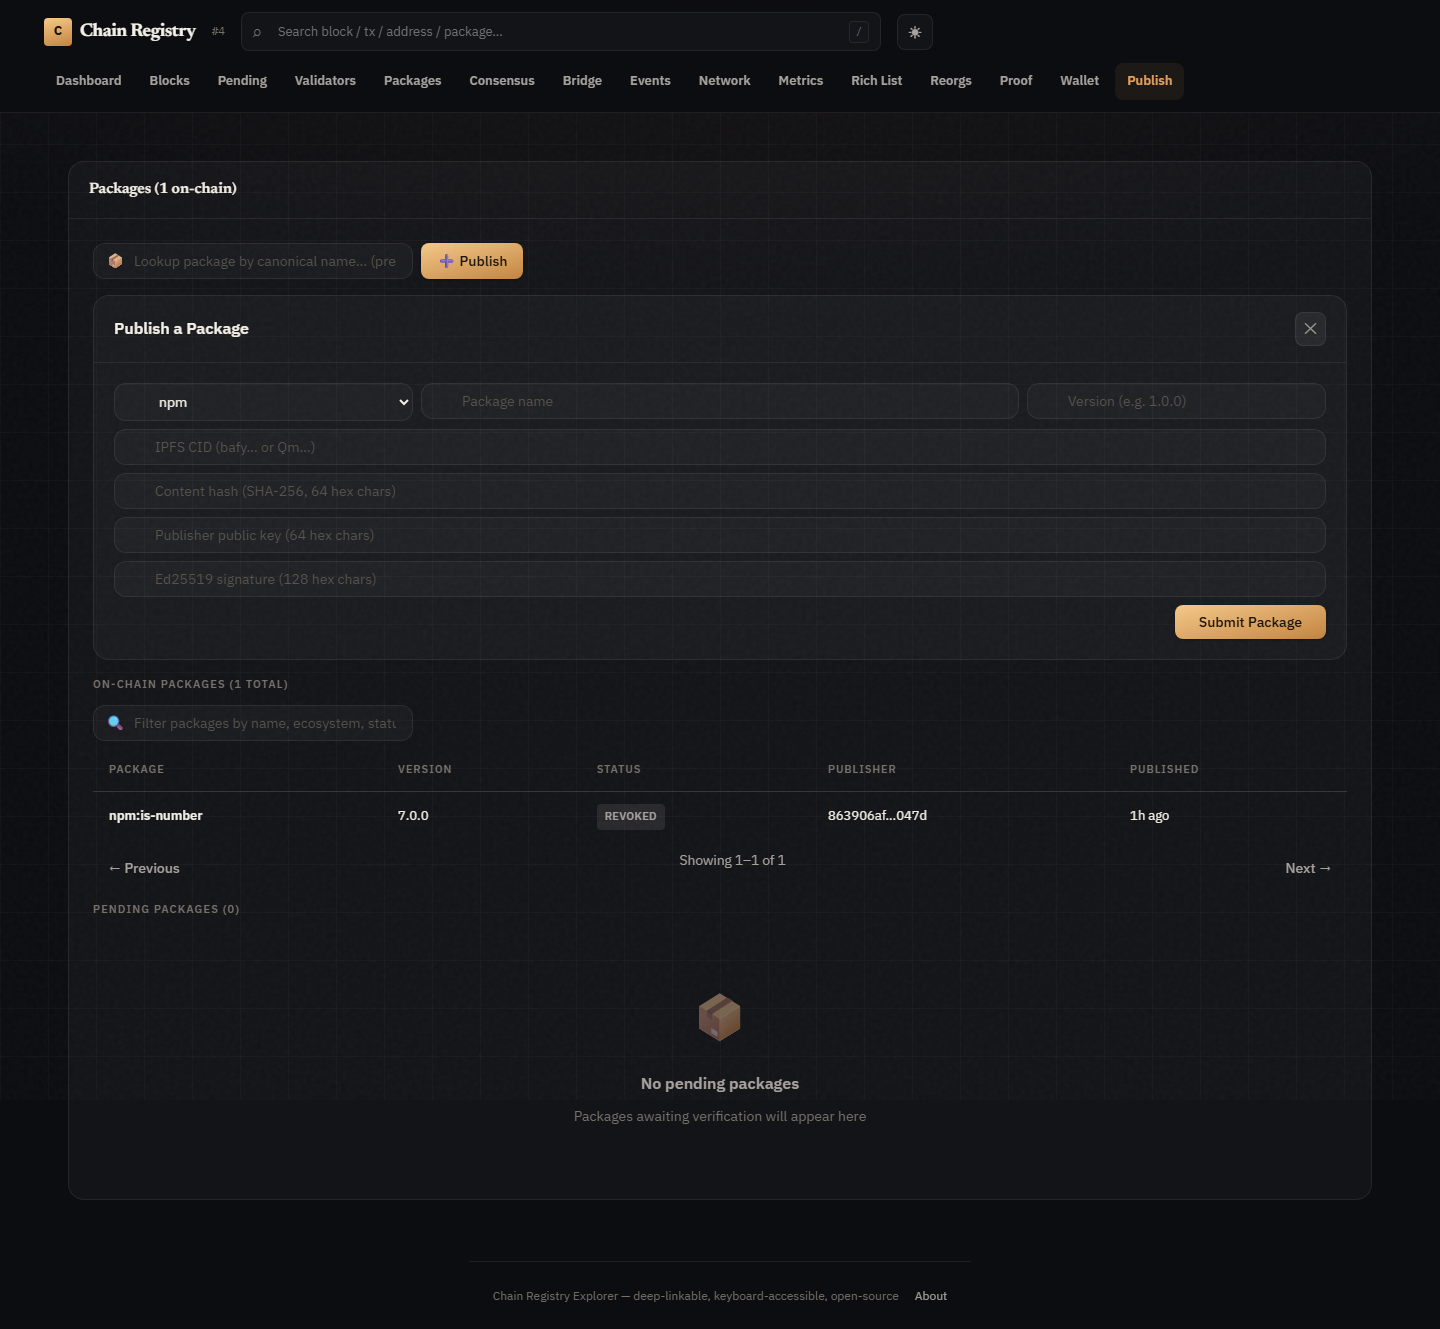 C Chain Registry #4 Search block / tx / address / package... /
Dashboard Blocks Pending Validators Packages Consensus Bridge Events Network Metrics Rich List Reorgs Proof Wallet Publish
Packages (1 on-chain)
Lookup package by canonical name... (pre
Publish
Publish a Package
npm Package name Version (e.g. 1.0.0)
IPFS CID (bafy... or Qm...)
Content hash (SHA-256, 64 hex chars)
Publisher public key (64 hex chars)
Ed25519 signature (128 hex chars)
Submit Package
ON-CHAIN PACKAGES (1 TOTAL)
Filter packages by name, ecosystem, statu
PACKAGE VERSION STATUS PUBLISHER PUBLISHED
npm:is-number 7.0.0 REVOKED 863906af...047d 1h ago
← Previous Showing 1–1 of 1 Next →
PENDING PACKAGES (0)
No pending packages
Packages awaiting verification will appear here
Chain Registry Explorer — deep-linkable, keyboard-accessible, open-source About